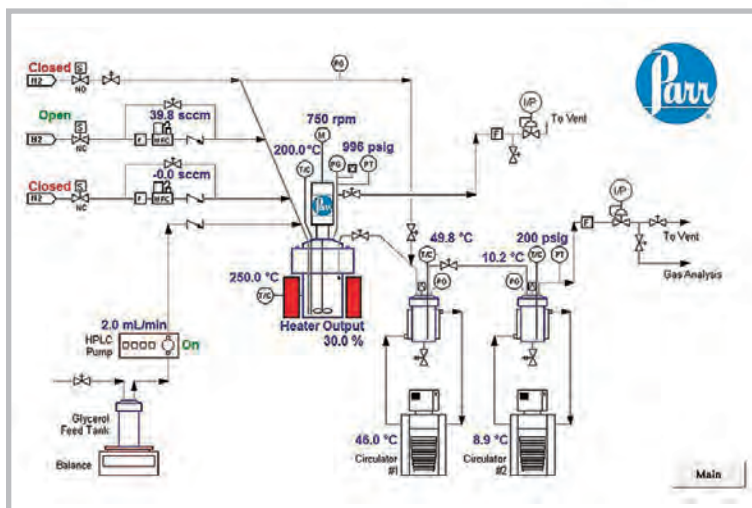 Closed
H2
S
NO
PG
Open
H2
S
NC
39.8 sccm
F
MFC
Closed
H2
S
NC
-0.0 sccm
F
MFC
750 rpm
M
200.0°C
T/C
996 psig
PG
PT
I/P
To Vent
F
Parr
®
Parr
250.0 °C
T/C
Heater Output
30.0 %
49.8 °C
T/C
PG
10.2 °C
200 psig
T/C
PT
PG
F
I/P
To Vent
Gas Analysis
2.0 mL/min
HPLC
Pump
On
Glycerol
Feed Tank
Balance
46.0 °C
Circulator
#1
8.9 °C
Circulator
#2
Main